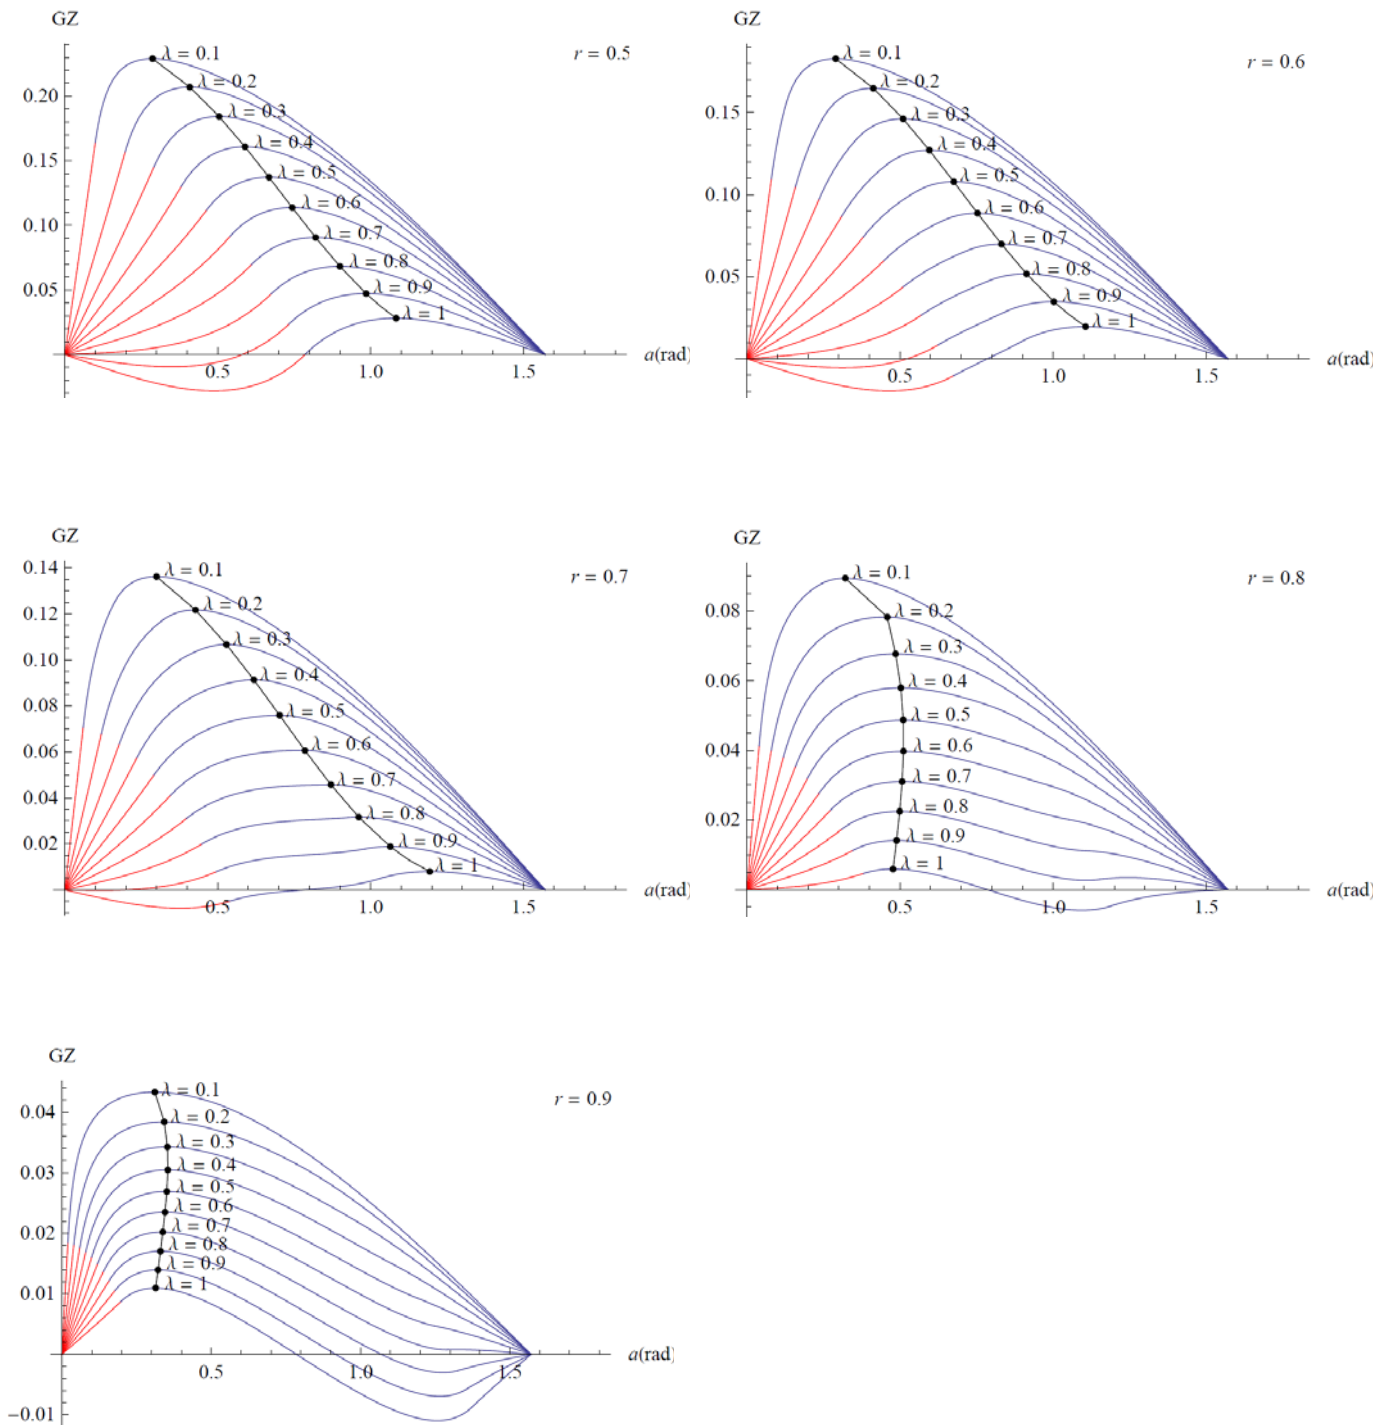 GZ
r = 0.5
λ = 0.1
λ = 0.2
λ = 0.3
λ = 0.4
λ = 0.5
λ = 0.6
λ = 0.7
λ = 0.8
λ = 0.9
λ = 1
0.20
0.15
0.10
0.05
0.5
1.0
1.5
a(rad)
GZ
r = 0.6
λ = 0.1
λ = 0.2
λ = 0.3
λ = 0.4
λ = 0.5
λ = 0.6
λ = 0.7
λ = 0.8
λ = 0.9
λ = 1
0.15
0.10
0.05
0.5
1.0
1.5
a(rad)
GZ
r = 0.7
λ = 0.1
λ = 0.2
λ = 0.3
λ = 0.4
λ = 0.5
λ = 0.6
λ = 0.7
λ = 0.8
λ = 0.9
λ = 1
0.14
0.12
0.10
0.08
0.06
0.04
0.02
0.5
1.0
1.5
a(rad)
GZ
r = 0.8
λ = 0.1
λ = 0.2
λ = 0.3
λ = 0.4
λ = 0.5
λ = 0.6
λ = 0.7
λ = 0.8
λ = 0.9
λ = 1
0.08
0.06
0.04
0.02
0.5
1.0
1.5
a(rad)
GZ
r = 0.9
λ = 0.1
λ = 0.2
λ = 0.3
λ = 0.4
λ = 0.5
λ = 0.6
λ = 0.7
λ = 0.8
λ = 0.9
λ = 1
0.04
0.03
0.02
0.01
−0.01
0.5
1.0
1.5
a(rad)